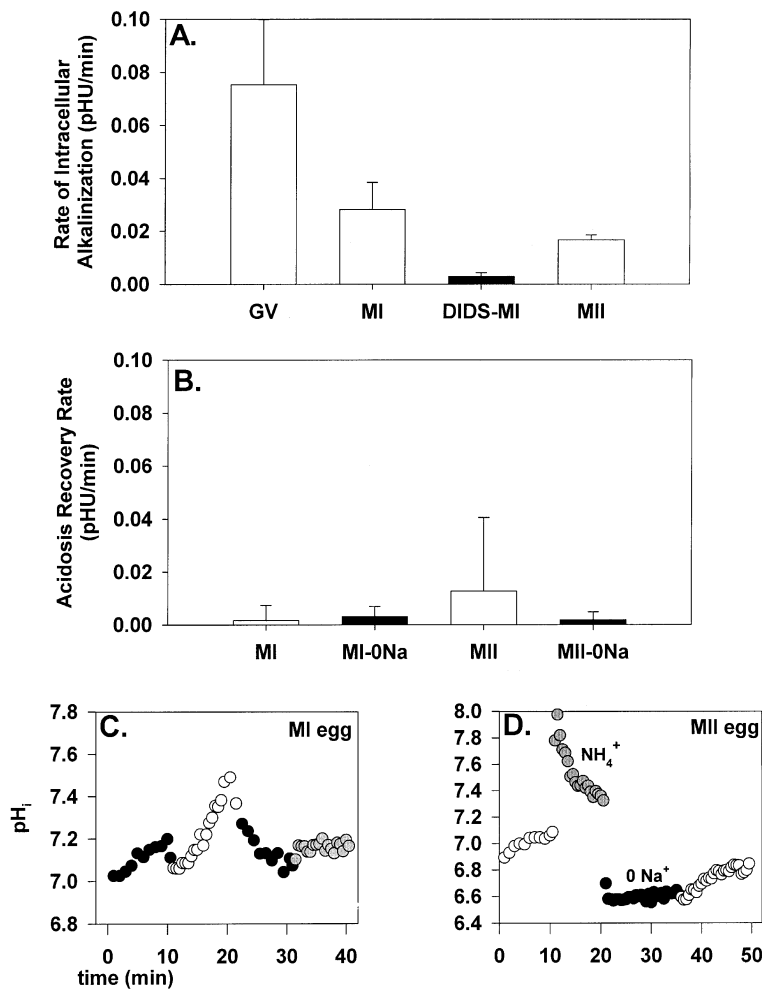 A.
Rate of Intracellular
Alkalinization (pHU/min)
0.10
0.08
0.06
0.04
0.02
0.00
GV MI DIDS-MI MII
B.
Acidosis Recovery Rate
(pHU/min)
0.10
0.08
0.06
0.04
0.02
0.00
MI MI-0Na MII MII-0Na
C. MI egg
pHi
7.8
7.6
7.4
7.2
7.0
6.8
0 10 20 30 40
time (min)
D. MII egg
8.0
7.8
7.6
7.4
7.2
7.0
6.8
6.6
6.4
NH4+
0 Na+
0 10 20 30 40 50